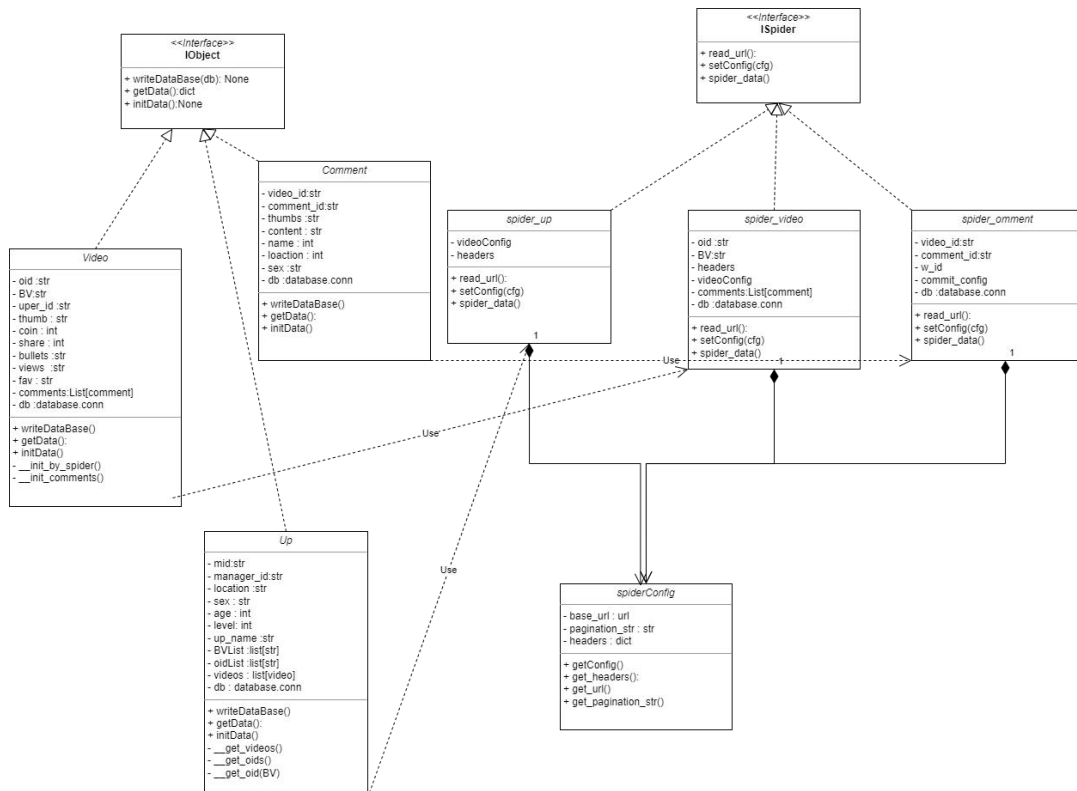 <<Interface>>
IObject
+ writeDataBase(db): None
+ getData():dict
+ initData():None
<<Interface>>
ISpider
+ read_url():
+ setConfig(cfg)
+ spider_data()
Comment
- video_id:str
- comment_id:str
- thumbs :str
- content : str
- name : int
- loaction : int
- sex : str
- db :database.conn
+ writeDataBase()
+ getData():
+ initData()
spider_up
- videoConfig
- headers
+ read_url():
+ setConfig(cfg)
+ spider_data()
1
spider_video
- oid :str
- BV:str
- headers
- videoConfig
- comments:List[comment]
- db :database.conn
+ read_url():
+ setConfig(cfg)
+ spider_data()
1
spider_omment
- video_id:str
- comment_id:str
- w_id
- commit_config
- db :database.conn
+ read_url():
+ setConfig(cfg)
+ spider_data()
1
Video
- oid :str
- BV:str
- uper_id :str
- thumb : str
- coin : int
- share : int
- bullets : str
- views :str
- fav : str
- comments:List[comment]
- db :database.conn
+ writeDataBase()
+ getData():
+ initData()
- __init_by_spider()
- __init_comments()
Use
Use
Use
Up
- mid:str
- manager_id:str
- location :str
- sex : str
- age : int
- level: int
- up_name :str
- BVList :list[str]
- oidList :list[str]
- videos : list[video]
- db : database.conn
+ writeDataBase()
+ getData():
+ initData()
- __get_videos()
- __get_oids()
- __get_oid(BV)
spiderConfig
- base_url : url
- pagination_str : str
- headers : dict
+ getConfig()
+ get_headers():
+ get_url()
+ get_pagination_str()